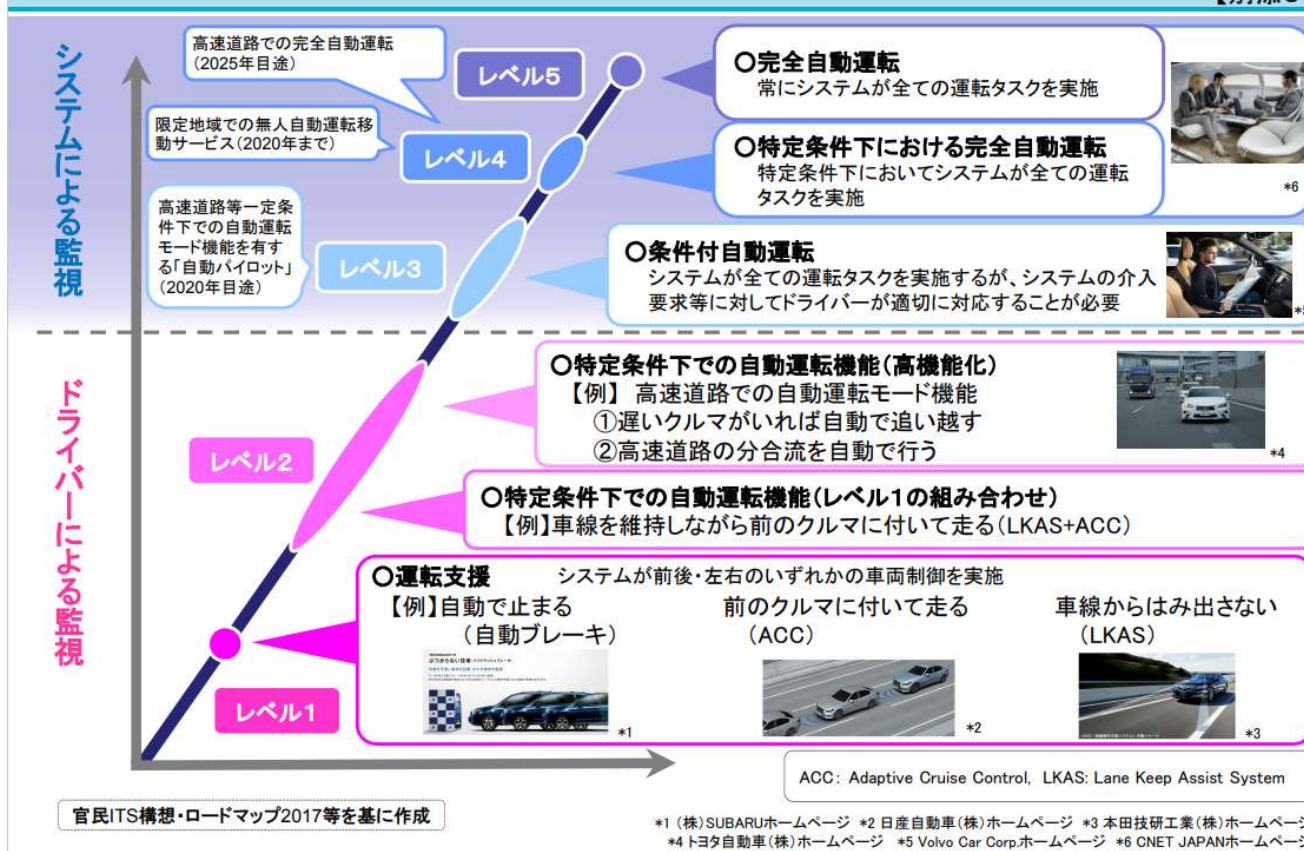 システムによる監視
ドライバーによる監視
高速道路での完全自動運転
(2025年目途)
限定地域での無人自動運転移
動サービス(2020年まで)
高速道路等一定条
件下での自動運転
モード機能を有す
る「自動パイロット」
(2020年目途)
レベル5
レベル4
レベル3
レベル2
レベル1
○完全自動運転
常にシステムが全ての運転タスクを実施
○特定条件下における完全自動運転
特定条件下においてシステムが全ての運転
タスクを実施
*6
○条件付自動運転
システムが全ての運転タスクを実施するが、システムの介入
要求等に対してドライバーが適切に対応することが必要
○特定条件下での自動運転機能(高機能化)
【例】 高速道路での自動運転モード機能
①遅いクルマがいれば自動で追い越す
②高速道路の分合流を自動で行う
*4
○特定条件下での自動運転機能(レベル1の組み合わせ)
【例】車線を維持しながら前のクルマに付いて走る(LKAS+ACC)
○運転支援 システムが前後・左右のいずれかの車両制御を実施
【例】自動で止まる
(自動ブレーキ)
*1
前のクルマに付いて走る
(ACC)
*2
車線からはみ出さない
(LKAS)
*3
ACC: Adaptive Cruise Control, LKAS: Lane Keep Assist System
官民ITS構想・ロードマップ2017等を基に作成
*1 (株)SUBARUホームページ *2 日産自動車(株)ホームページ *3 本田技研工業(株)ホームページ
*4 トヨタ自動車(株)ホームページ *5 Volvo Car Corp.ホームページ *6 CNET JAPANホームページ